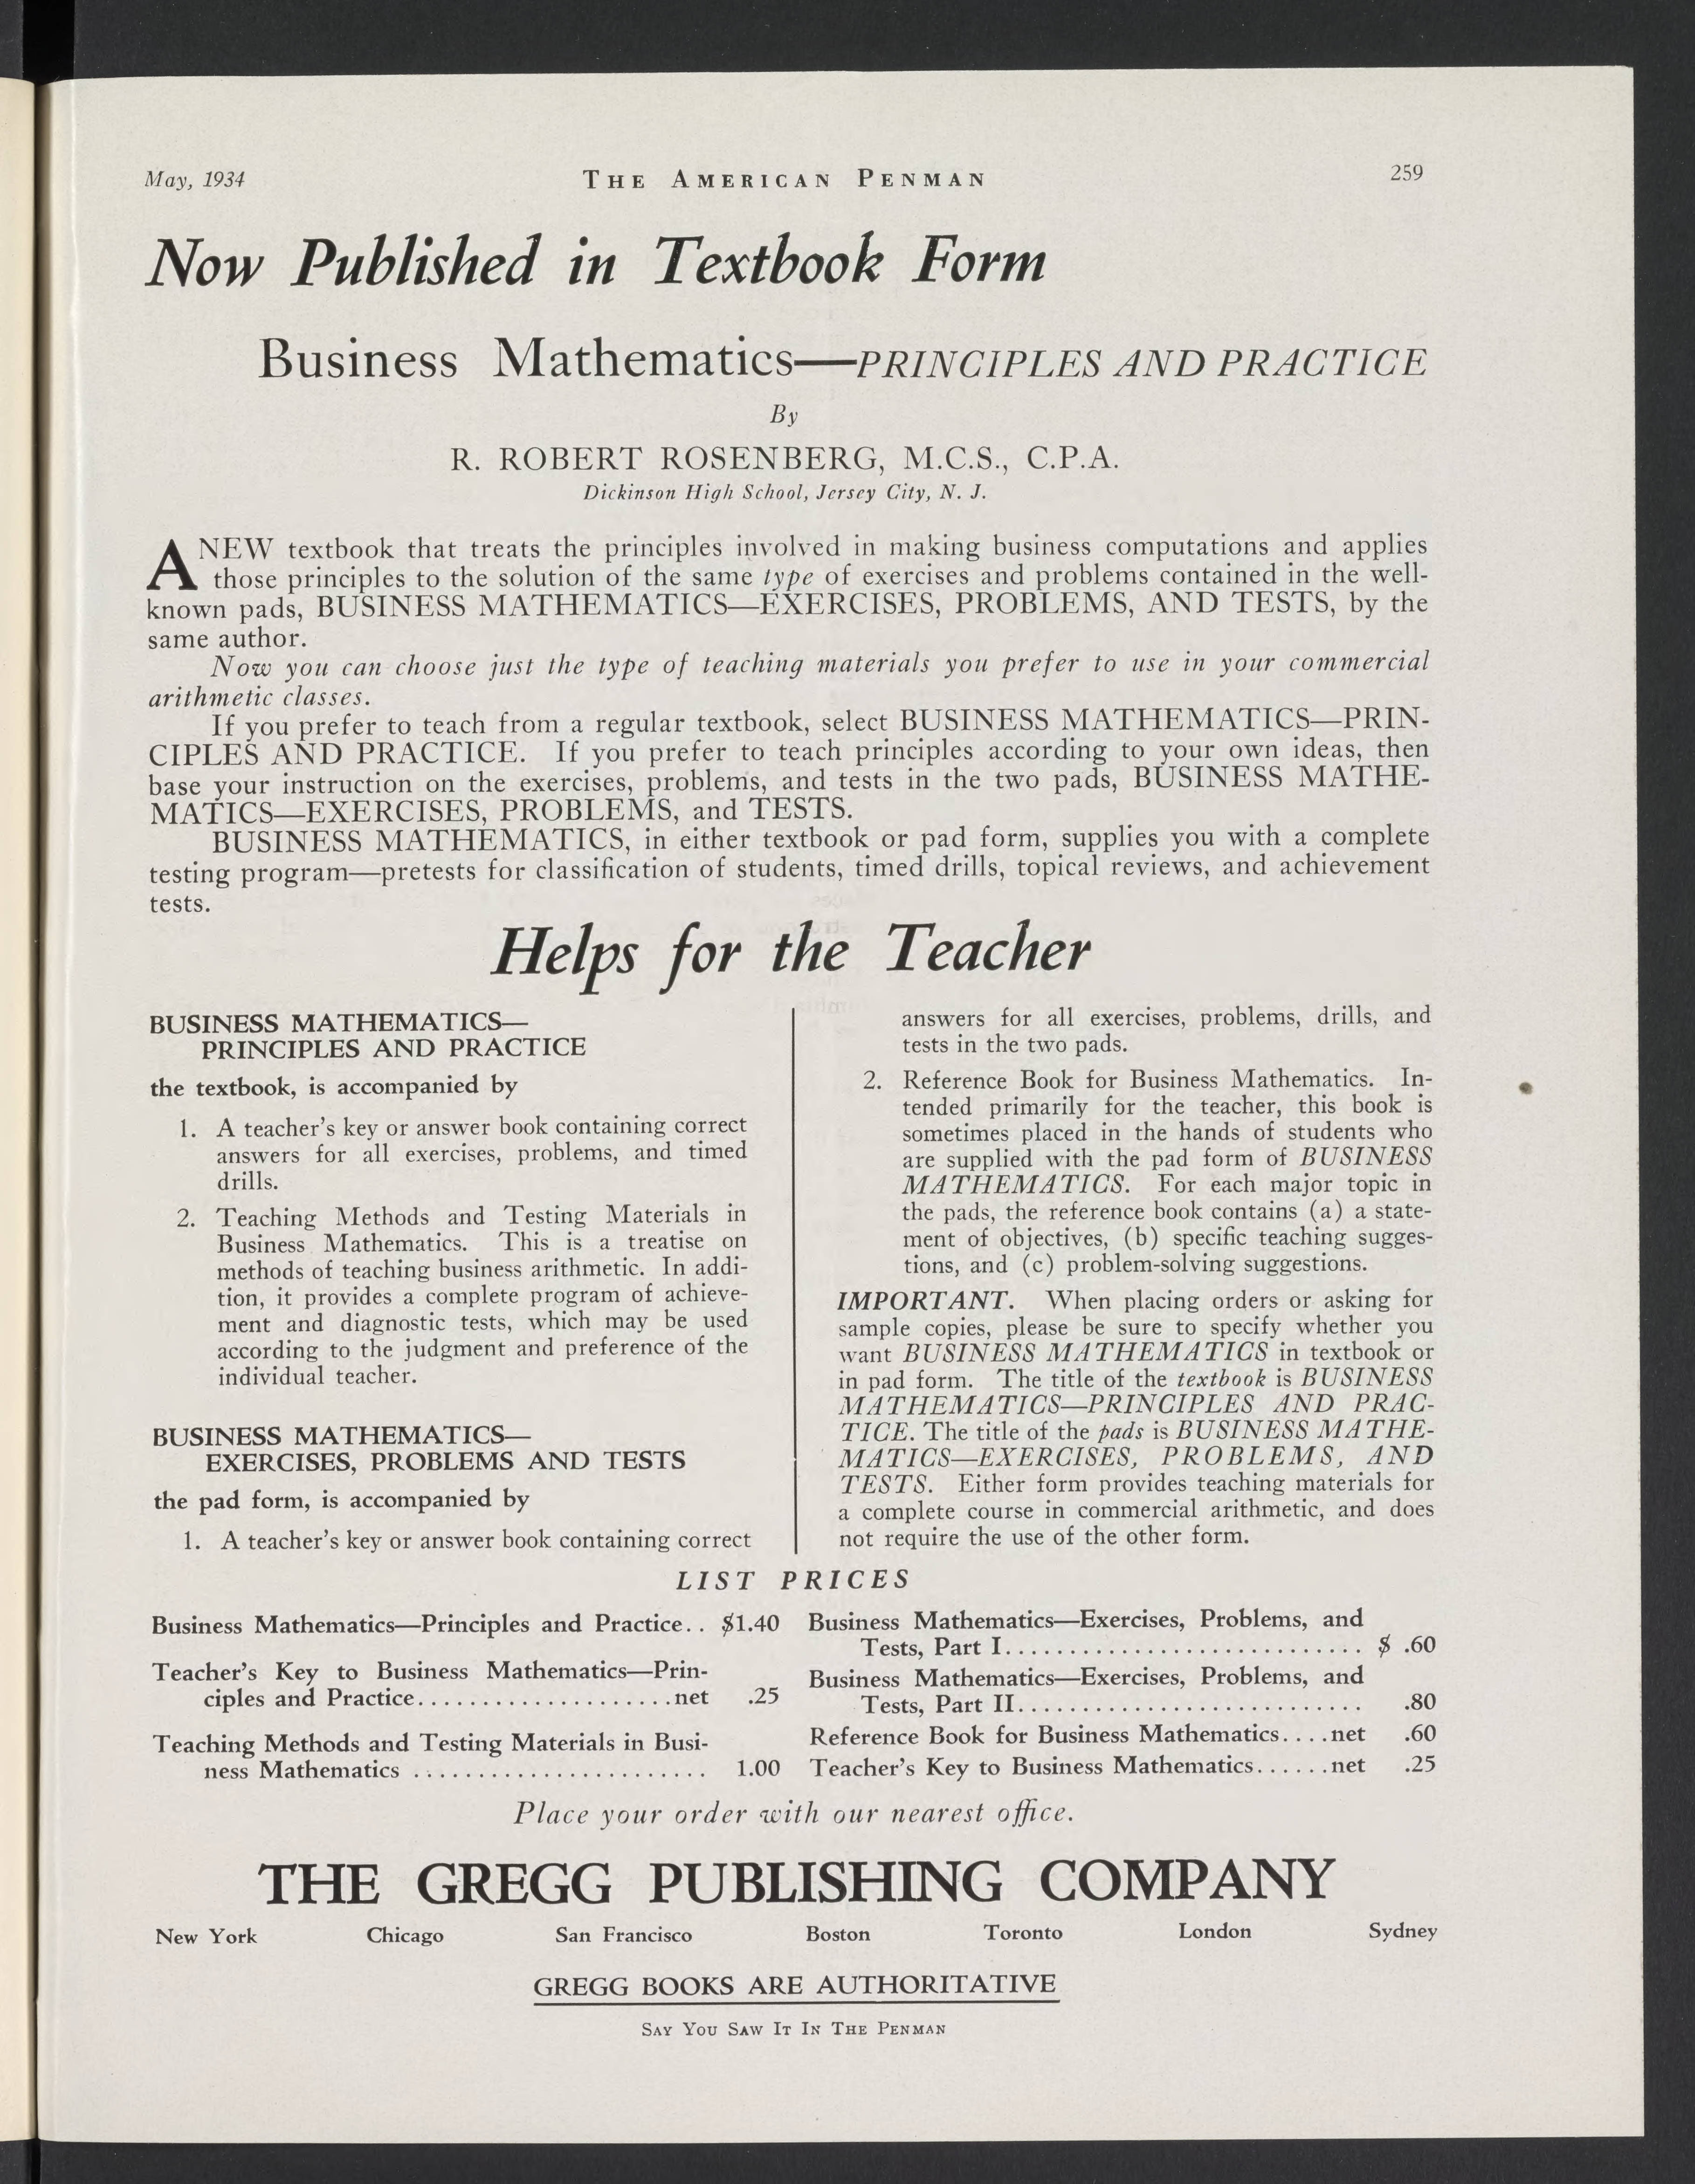 May, 1934
THE AMERICAN PENMAN
259
Now Published in Textbook Form
Business Mathematics—PRINCIPLES AND PRACTICE
By
R. ROBERT ROSENBERG, M.C.S., C.P.A.
Dickinson High School, Jersey City, N. J.
A NEW textbook that treats the principles involved in making business computations and applies
those principles to the solution of the same type of exercises and problems contained in the well-
known pads, BUSINESS MATHEMATICS—EXERCISES, PROBLEMS, AND TESTS, by the
same author.
Now you can choose just the type of teaching materials you prefer to use in your commercial
arithmetic classes.
If you prefer to teach from a regular textbook, select BUSINESS MATHEMATICS—PRIN-
CIPLES AND PRACTICE. If you prefer to teach principles according to your own ideas, then
base your instruction on the exercises, problems, and tests in the two pads, BUSINESS MATHE-
MATICS—EXERCISES, PROBLEMS, and TESTS.
BUSINESS MATHEMATICS, in either textbook or pad form, supplies you with a complete
testing program—pretests for classification of students, timed drills, topical reviews, and achievement
tests.
Helps for the Teacher
BUSINESS MATHEMATICS—
PRINCIPLES AND PRACTICE
the textbook, is accompanied by
1. A teacher's key or answer book containing correct
answers for all exercises, problems, and timed
drills.
2. Teaching Methods and Testing Materials in
Business Mathematics. This is a treatise on
methods of teaching business arithmetic. In addi-
tion, it provides a complete program of achieve-
ment and diagnostic tests, which may be used
according to the judgment and preference of the
individual teacher.
BUSINESS MATHEMATICS—
EXERCISES, PROBLEMS AND TESTS
the pad form, is accompanied by
1. A teacher's key or answer book containing correct
answers for all exercises, problems, drills, and
tests in the two pads.
2. Reference Book for Business Mathematics. In-
tended primarily for the teacher, this book is
sometimes placed in the hands of students who
are supplied with the pad form of BUSINESS
MATHEMATICS. For each major topic in
the pads, the reference book contains (a) a state-
ment of objectives, (b) specific teaching sugges-
tions, and (c) problem-solving suggestions.
IMPORTANT. When placing orders or asking for
sample copies, please be sure to specify whether you
want BUSINESS MATHEMATICS in textbook or
in pad form. The title of the textbook is BUSINESS
MATHEMATICS—PRINCIPLES AND PRAC-
TICE. The title of the pads is BUSINESS MATHE-
MATICS—EXERCISES, PROBLEMS, AND
TESTS. Either form provides teaching materials for
a complete course in commercial arithmetic, and does
not require the use of the other form.
LIST PRICES
Business Mathematics—Principles and Practice.. $1.40
Teacher's Key to Business Mathematics—Prin-
ciples and Practice....................net .25
Teaching Methods and Testing Materials in Busi-
ness Mathematics ....................... 1.00
Business Mathematics—Exercises, Problems, and
Tests, Part I............................ $ .60
Business Mathematics—Exercises, Problems, and
Tests, Part II........................... .80
Reference Book for Business Mathematics....net .60
Teacher's Key to Business Mathematics......net .25
Place your order with our nearest office.
THE GREGG PUBLISHING COMPANY
New York Chicago San Francisco Boston Toronto London Sydney
GREGG BOOKS ARE AUTHORITATIVE
SAY YOU SAW IT IN THE PENMAN